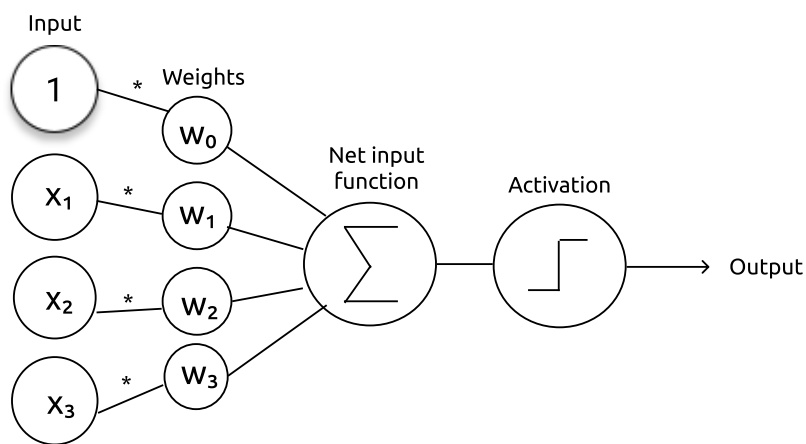 Input
1
*
Weights
w₀
x₁
*
w₁
x₂
*
w₂
x₃
*
w₃
Net input
function
Σ
Activation
Output